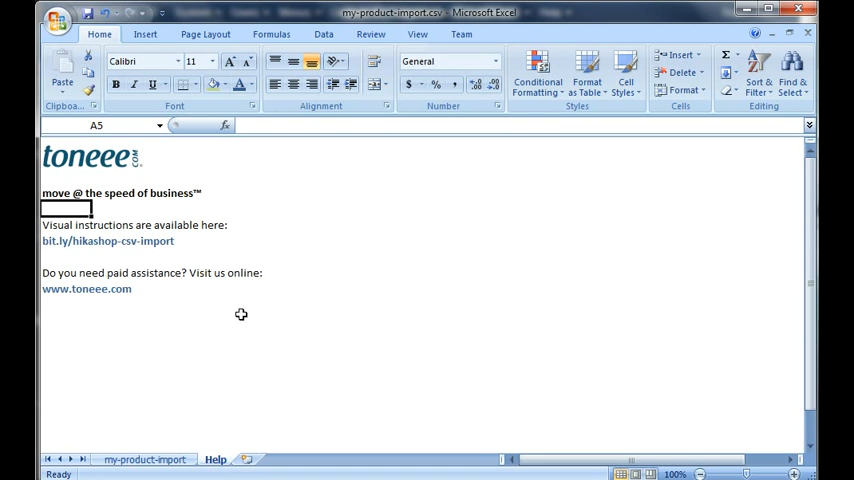 my-product-import.csv - Microsoft Excel
Home Insert Page Layout Formulas Data Review View Team
Paste
Calibri 11
B I U
General
$ % ,
Conditional Formatting
Format as Table
Cell Styles
Insert
Delete
Format
Σ
Sort & Filter
Find & Select
Clipboa... Font Alignment Number Styles Cells Editing
A5 fx
toneee.COM
move @ the speed of business™
Visual instructions are available here:
bit.ly/hikashop-csv-import
Do you need paid assistance? Visit us online:
www.toneee.com
my-product-import Help
Ready 100%